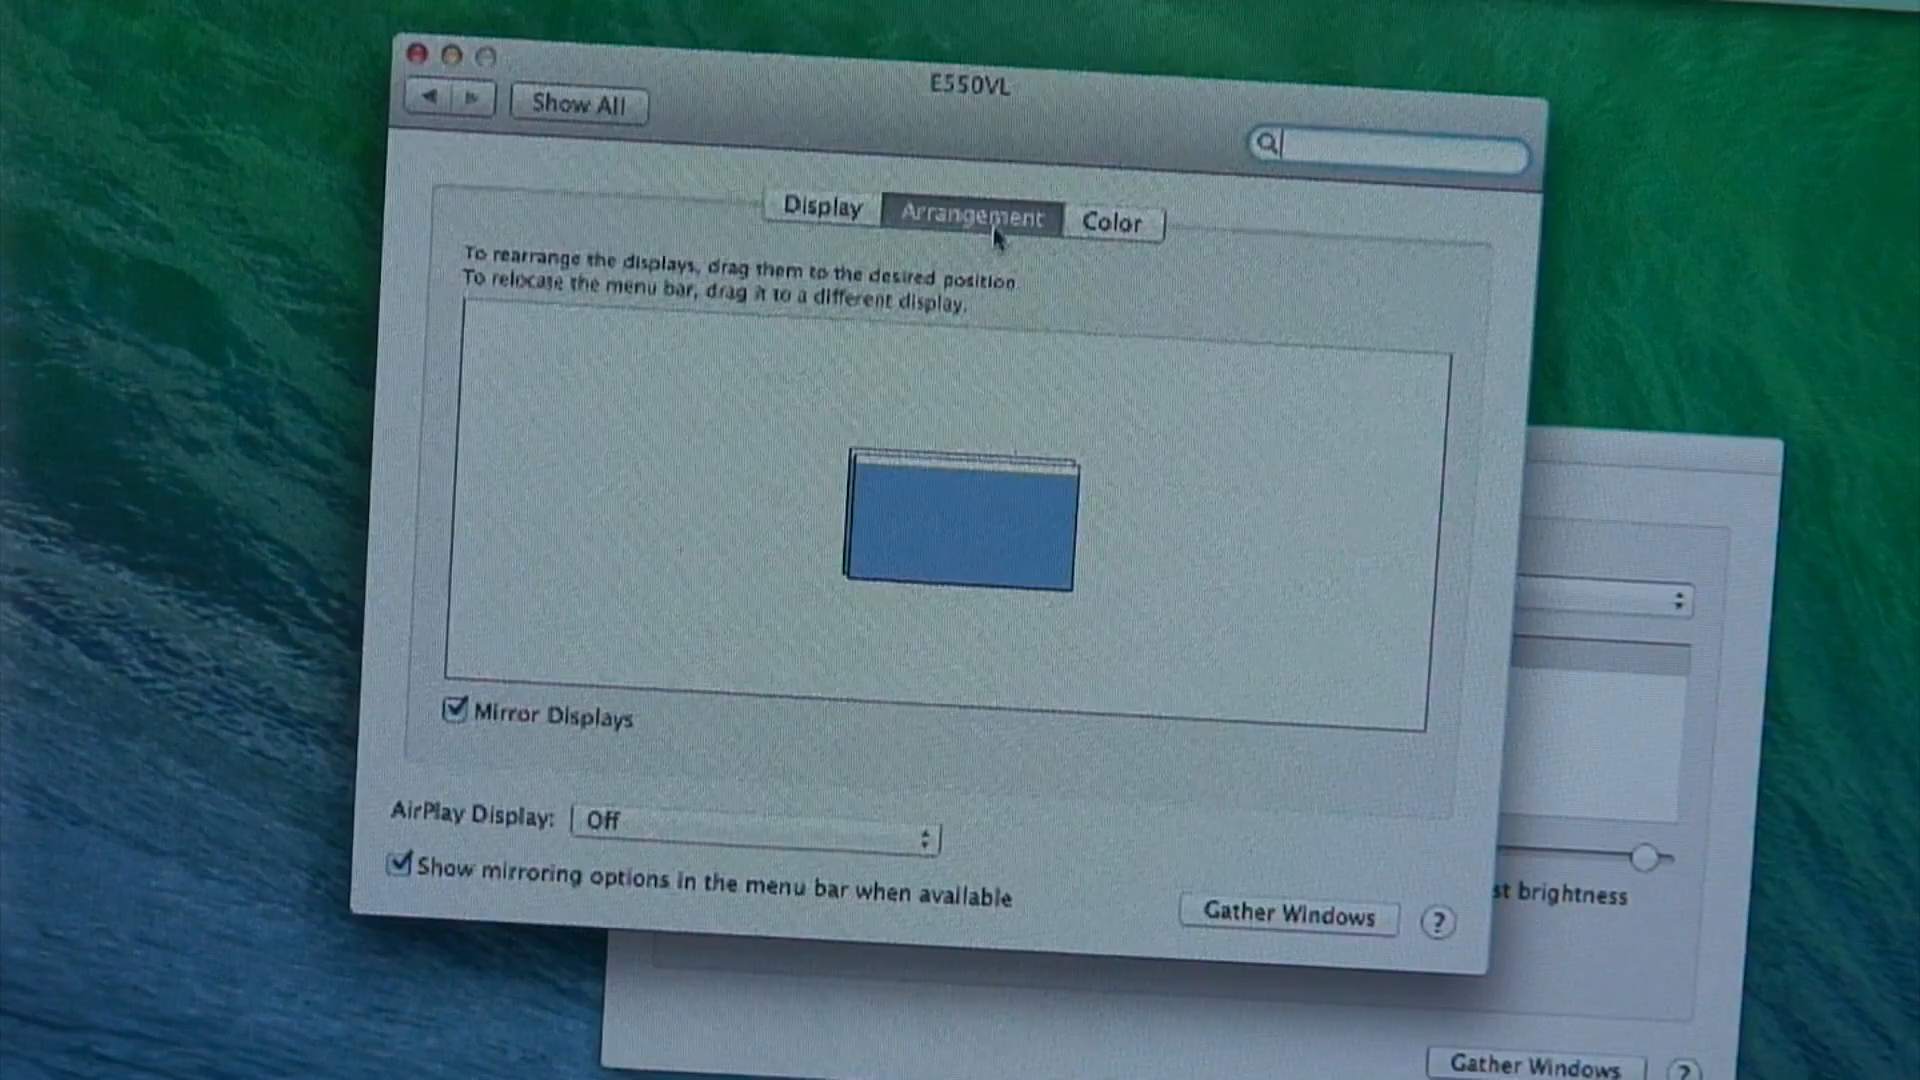 E550VL
Show All
Display Arrangement Color
To rearrange the displays, drag them to the desired position.
To relocate the menu bar, drag it to a different display.
Mirror Displays
AirPlay Display: Off
Show mirroring options in the menu bar when available
Gather Windows ?
st brightness
Gather Windows ?